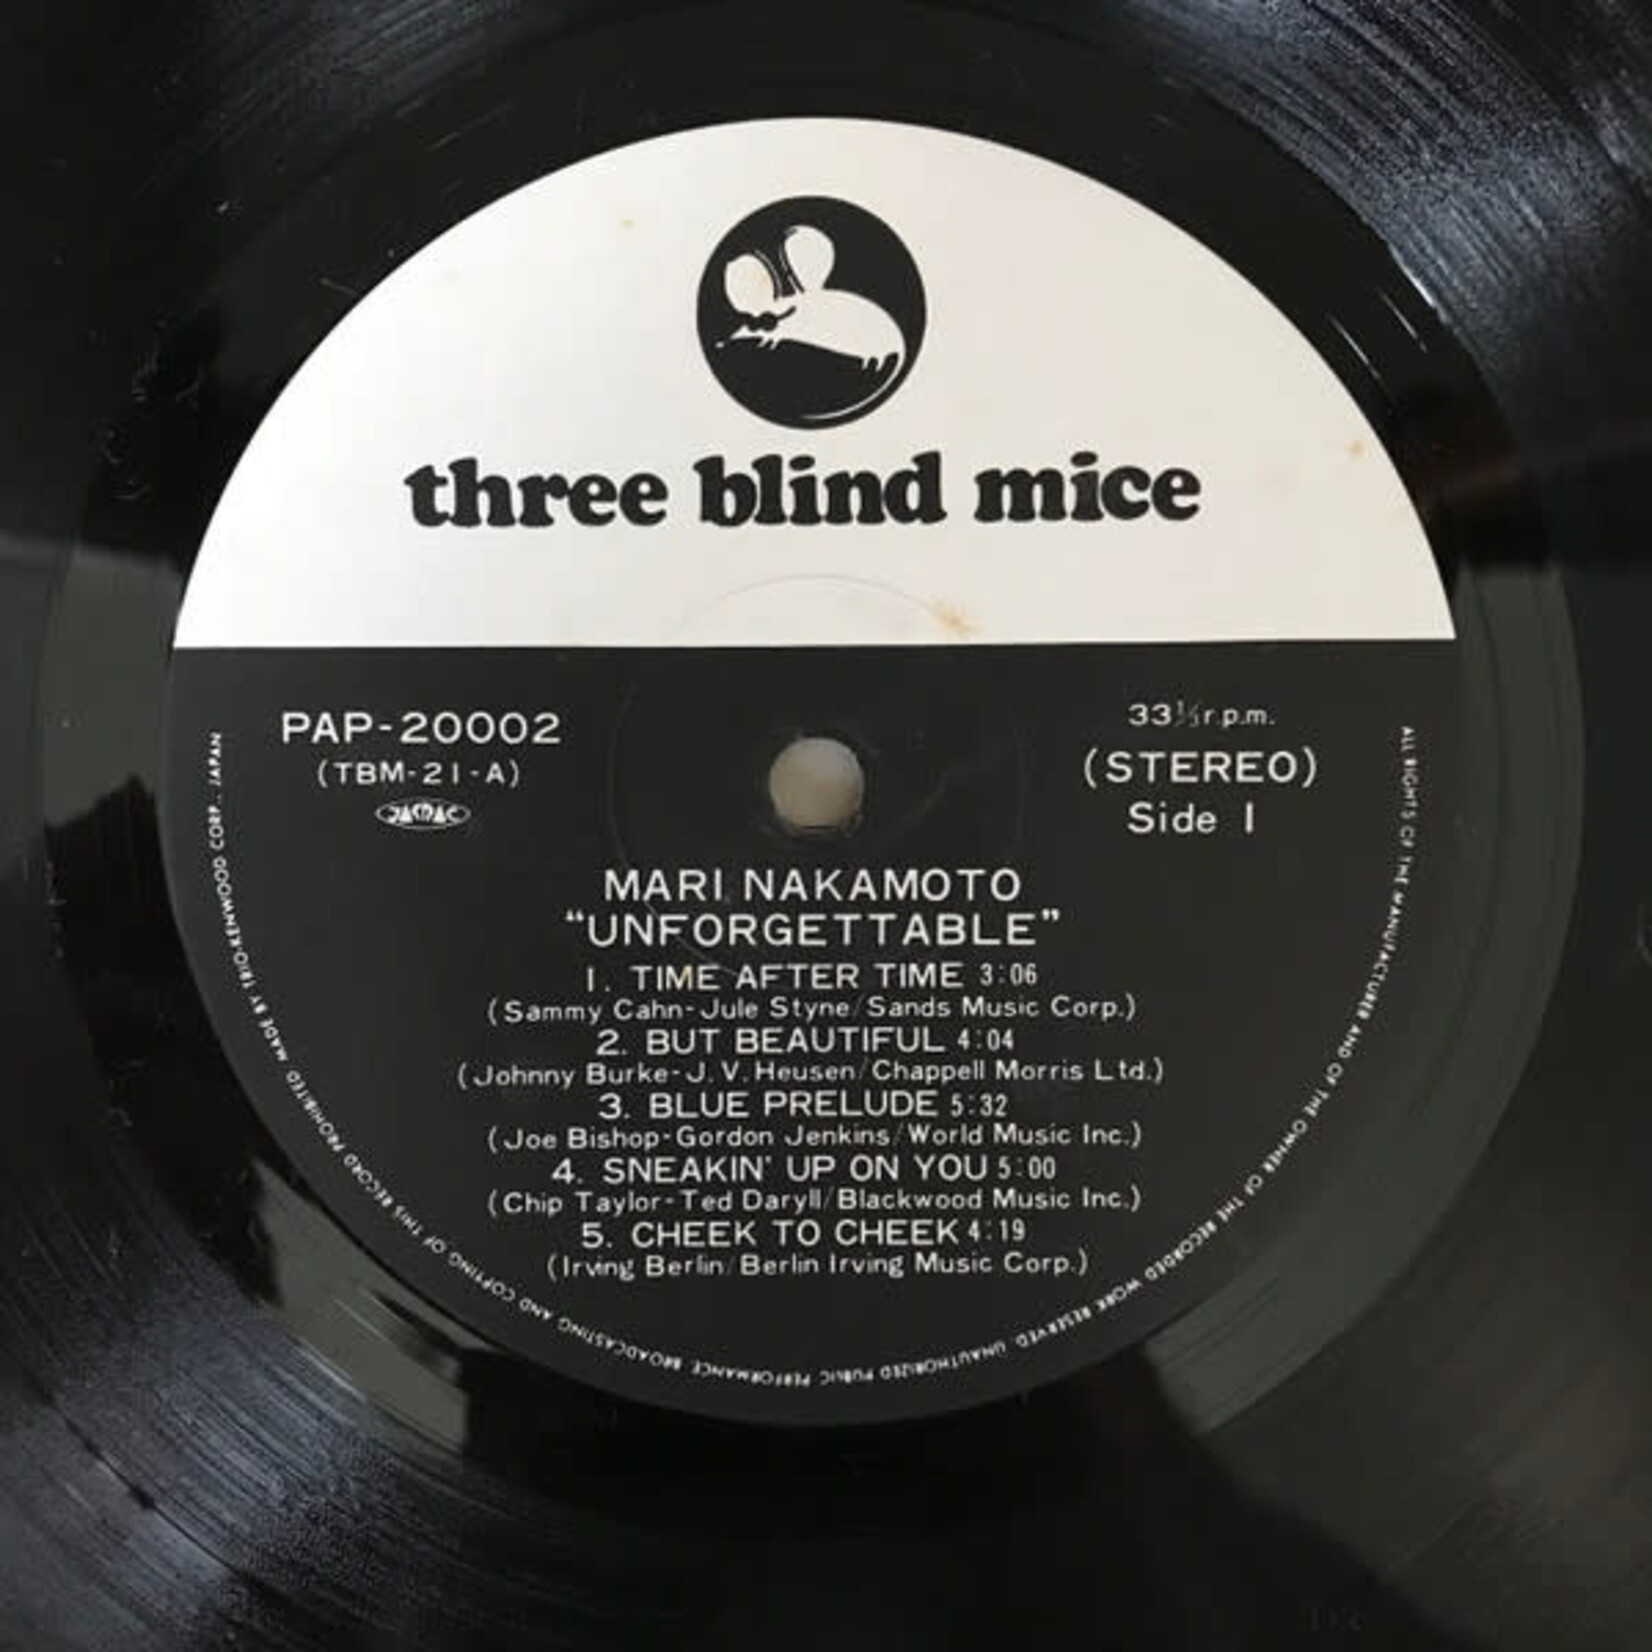 three blind mice
PAP-20002
(TBM-21-A)
JASRAC
33⅓ r.p.m.
(STEREO)
Side 1
MARI NAKAMOTO
“UNFORGETTABLE”
1. TIME AFTER TIME 3:06
(Sammy Cahn-Jule Styne/Sands Music Corp.)
2. BUT BEAUTIFUL 4:04
(Johnny Burke-J.V.Heusen/Chappell Morris Ltd.)
3. BLUE PRELUDE 5:32
(Joe Bishop-Gordon Jenkins/World Music Inc.)
4. SNEAKIN' UP ON YOU 5:00
(Chip Taylor-Ted Daryll/Blackwood Music Inc.)
5. CHEEK TO CHEEK 4:19
(Irving Berlin/Berlin Irving Music Corp.)
ALL RIGHTS OF THE MANUFACTURER AND OF THE OWNER OF THE RECORDED WORK RESERVED. UNAUTHORIZED PUBLIC PERFORMANCE BROADCASTING AND COPYING OF THIS RECORD PROHIBITED MADE BY TRIO-KENWOOD CORP., JAPAN